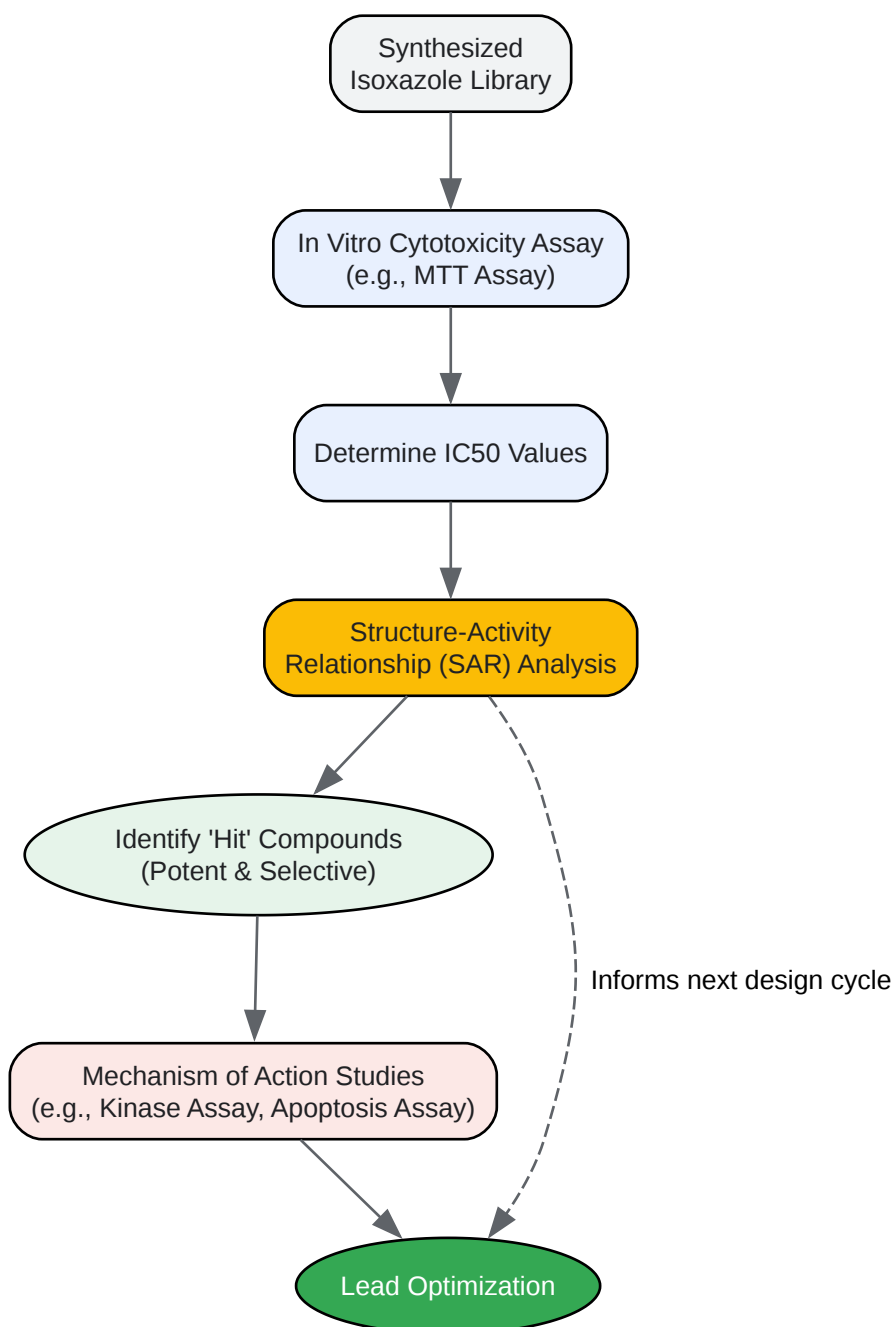 Synthesized
Isoxazole Library
In Vitro Cytotoxicity Assay
(e.g., MTT Assay)
Determine IC50 Values
Structure-Activity
Relationship (SAR) Analysis
Identify 'Hit' Compounds
(Potent & Selective)
Informs next design cycle
Mechanism of Action Studies
(e.g., Kinase Assay, Apoptosis Assay)
Lead Optimization